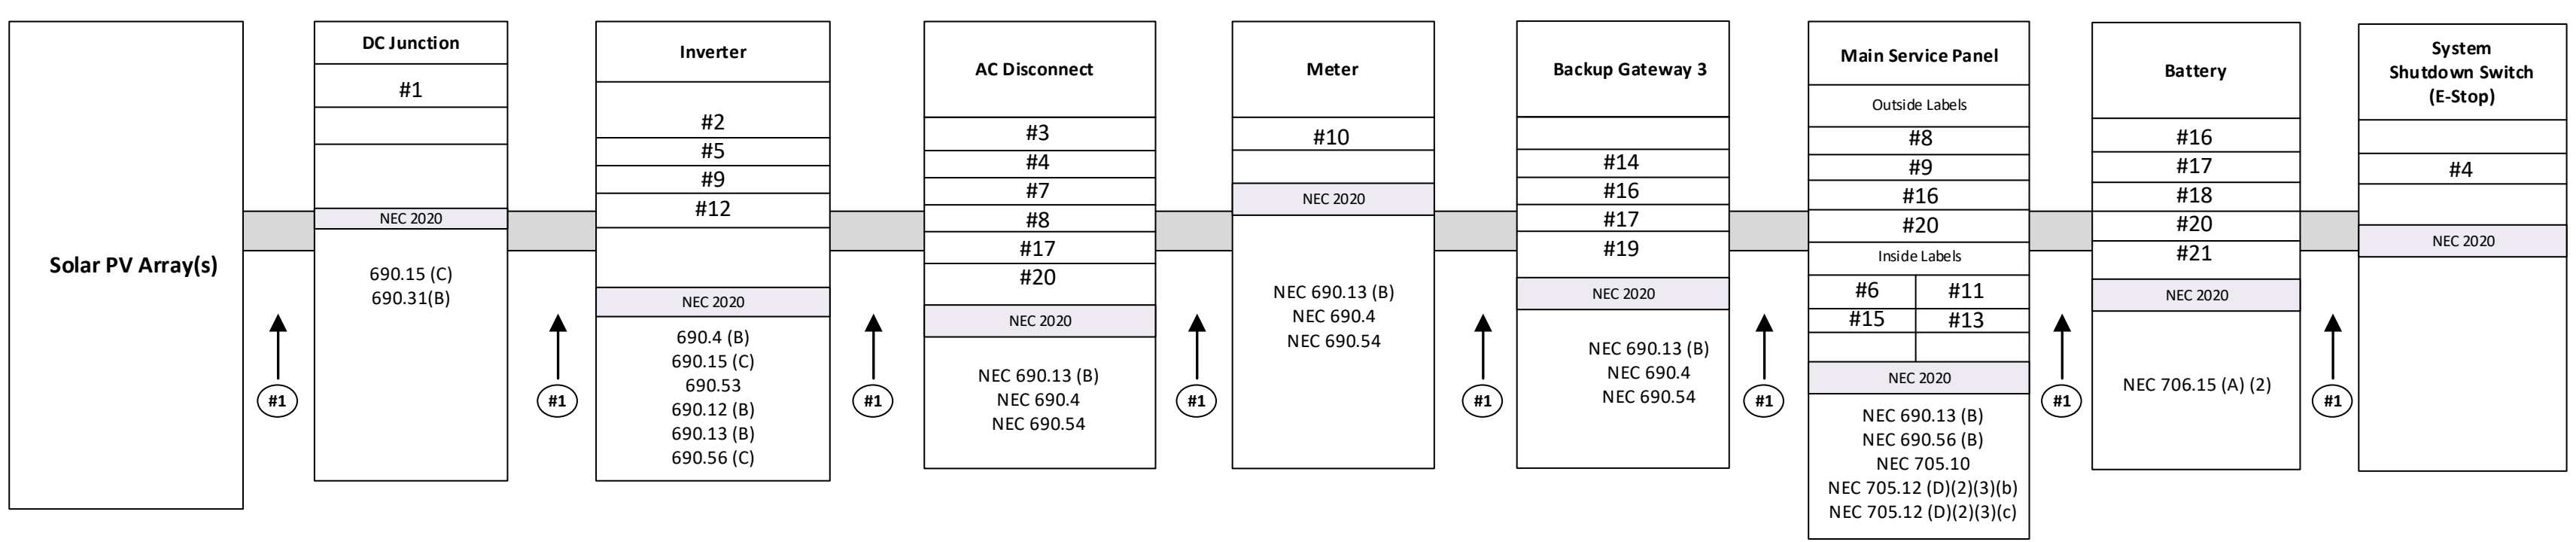 Solar PV Array(s)
#1
DC Junction
#1
NEC 2020
690.15 (C)
690.31(B)
#1
Inverter
#2
#5
#9
#12
NEC 2020
690.4 (B)
690.15 (C)
690.53
690.12 (B)
690.13 (B)
690.56 (C)
#1
AC Disconnect
#3
#4
#7
#8
#17
#20
NEC 2020
NEC 690.13 (B)
NEC 690.4
NEC 690.54
#1
Meter
#10
NEC 2020
NEC 690.13 (B)
NEC 690.4
NEC 690.54
#1
Backup Gateway 3
#14
#16
#17
#19
NEC 2020
NEC 690.13 (B)
NEC 690.4
NEC 690.54
#1
Main Service Panel
Outside Labels
#8
#9
#16
#20
Inside Labels
#6 #11
#15 #13
NEC 2020
NEC 690.13 (B)
NEC 690.56 (B)
NEC 705.10
NEC 705.12 (D)(2)(3)(b)
NEC 705.12 (D)(2)(3)(c)
#1
Battery
#16
#17
#18
#20
#21
NEC 2020
NEC 706.15 (A) (2)
#1
System
Shutdown Switch
(E-Stop)
#4
NEC 2020